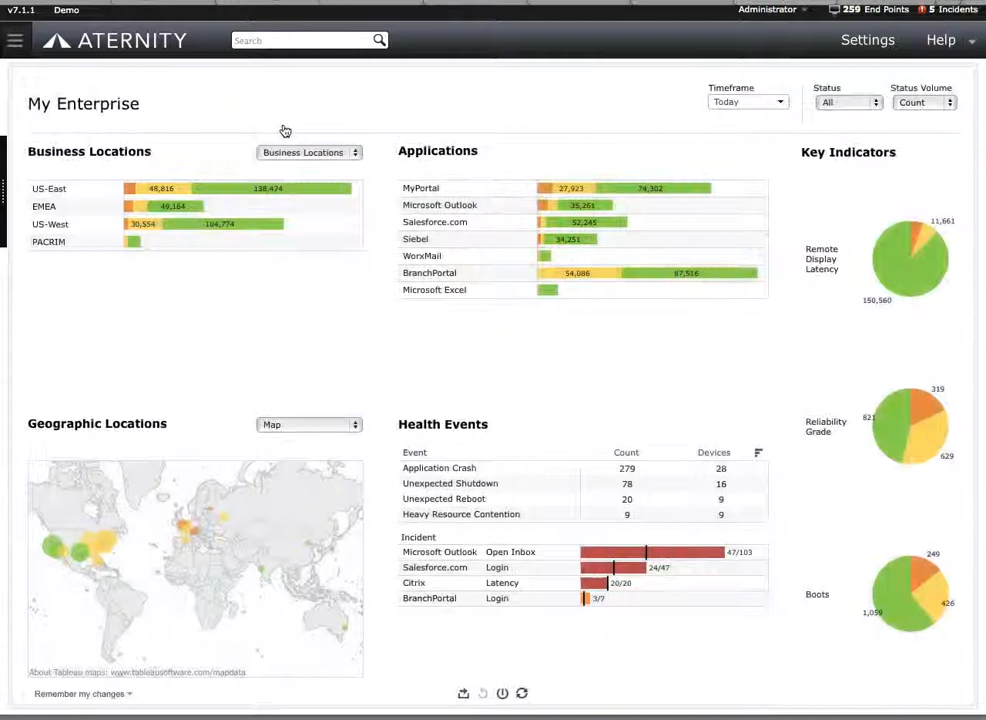 v7.1.1 Demo Administrator 259 End Points 5 Incidents
ATERNITY Search Settings Help
My Enterprise
Timeframe Status Status Volume
Today All Count
Business Locations
Business Locations
US-East 48,816 138,474
EMEA 49,164
US-West 30,554 104,774
PACRIM
Applications
MyPortal 27,923 74,302
Microsoft Outlook 35,261
Salesforce.com 52,245
Siebel 34,251
WorxMail
BranchPortal 54,086 87,516
Microsoft Excel
Key Indicators
11,661
Remote
Display
Latency
150,560
319
821
Reliability
Grade
629
249
Boots
426
1,059
Geographic Locations
Map
About Tableau maps: www.tableausoftware.com/mapdata
Health Events
Event Count Devices
Application Crash 279 28
Unexpected Shutdown 78 16
Unexpected Reboot 20 9
Heavy Resource Contention 9 9
Incident
Microsoft Outlook Open Inbox 47/103
Salesforce.com Login 24/47
Citrix Latency 20/20
BranchPortal Login 3/7
Remember my changes